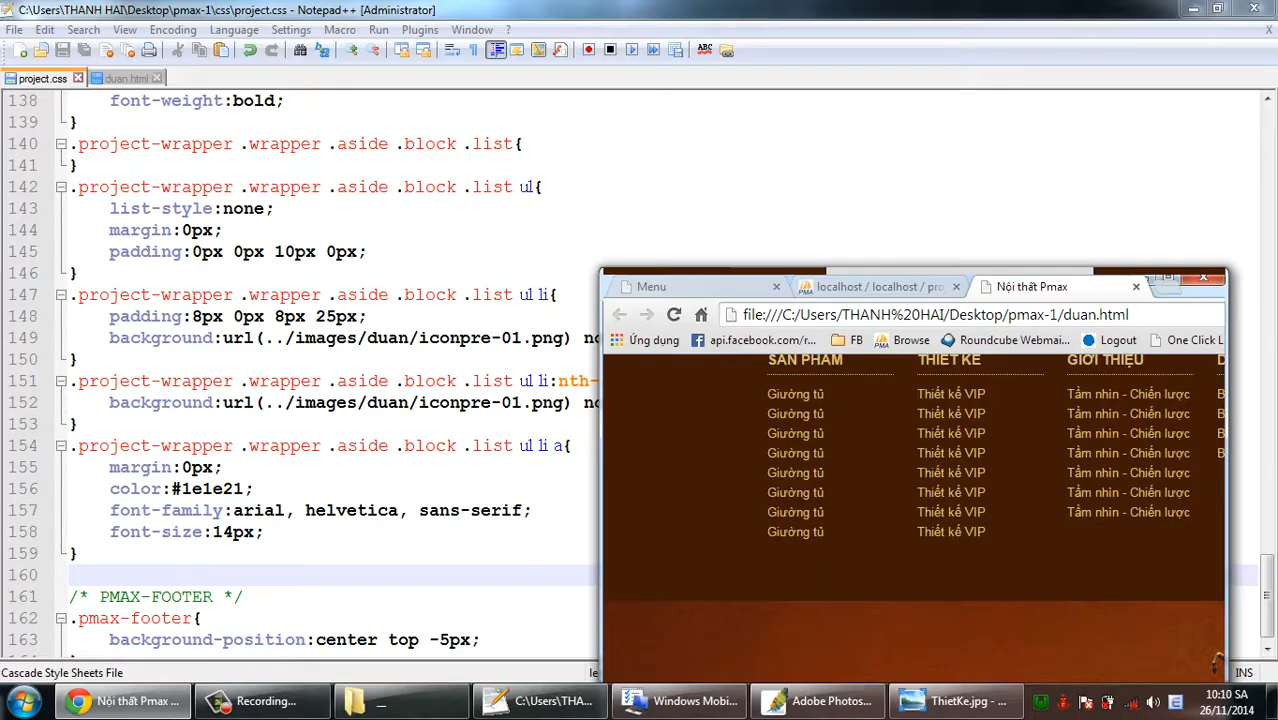 C:\Users\THANH HAI\Desktop\pmax-1\css\project.css - Notepad++ [Administrator]
File Edit Search View Encoding Language Settings Macro Run Plugins Window ? X
project.css duan.html
138 font-weight:bold;
139 }
140 .project-wrapper .wrapper .aside .block .list{
141 }
142 .project-wrapper .wrapper .aside .block .list ul{
143 list-style:none;
144 margin:0px;
145 padding:0px 0px 10px 0px;
146 }
147 .project-wrapper .wrapper .aside .block .list ul li{
148 padding:8px 0px 8px 25px;
149 background:url(../images/duan/iconpre-01.png) no
150 }
151 .project-wrapper .wrapper .aside .block .list ul li:nth-
152 background:url(../images/duan/iconpre-01.png) no
153 }
154 .project-wrapper .wrapper .aside .block .list ul li a{
155 margin:0px;
156 color:#1e1e21;
157 font-family:arial, helvetica, sans-serif;
158 font-size:14px;
159 }
160
161 /* PMAX-FOOTER */
162 .pmax-footer{
163 background-position:center top -5px;
Menu localhost / localhost / pro Nội thất Pmax
file:///C:/Users/THANH%20HAI/Desktop/pmax-1/duan.html
Ứng dụng api.facebook.com/r... FB Browse Roundcube Webmai... Logout One Click L
SẢN PHẨM THIẾT KẾ GIỚI THIỆU D
Giường tủ Thiết kế VIP Tầm nhìn - Chiến lược B
Giường tủ Thiết kế VIP Tầm nhìn - Chiến lược B
Giường tủ Thiết kế VIP Tầm nhìn - Chiến lược B
Giường tủ Thiết kế VIP Tầm nhìn - Chiến lược B
Giường tủ Thiết kế VIP Tầm nhìn - Chiến lược
Giường tủ Thiết kế VIP Tầm nhìn - Chiến lược
Giường tủ Thiết kế VIP Tầm nhìn - Chiến lược
Giường tủ Thiết kế VIP
Cascade Style Sheets File le INS
Nội thất Pmax ... Recording... _ C:\Users\THA... Windows Mobi... Adobe Photos... ThietKe.jpg - ... 10:10 SA
26/11/2014